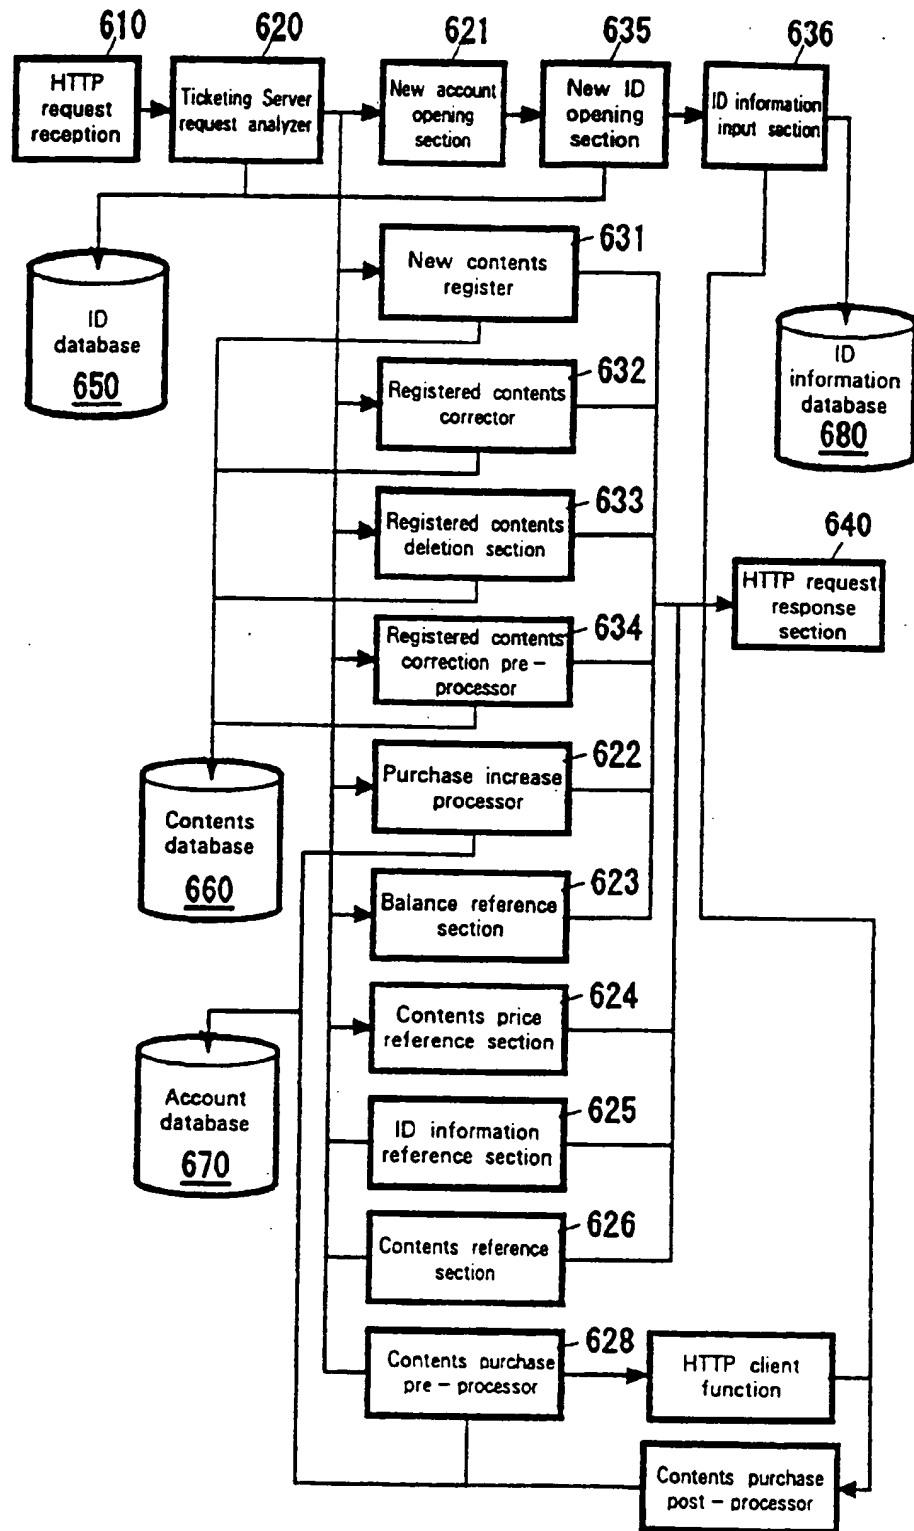 610
620
621
635
636
HTTP
request
reception
Ticketing Server
request analyzer
New account
opening
section
New ID
opening
section
ID information
input section
631
New contents
register
ID
database
650
632
Registered contents
corrector
ID
information
database
680
633
Registered contents
deletion section
640
HTTP request
response
section
634
Registered contents
correction pre-
processor
622
Purchase increase
processor
Contents
database
660
623
Balance reference
section
624
Contents price
reference section
Account
database
670
625
ID information
reference section
626
Contents reference
section
628
Contents purchase
pre-processor
HTTP client
function
Contents purchase
post-processor